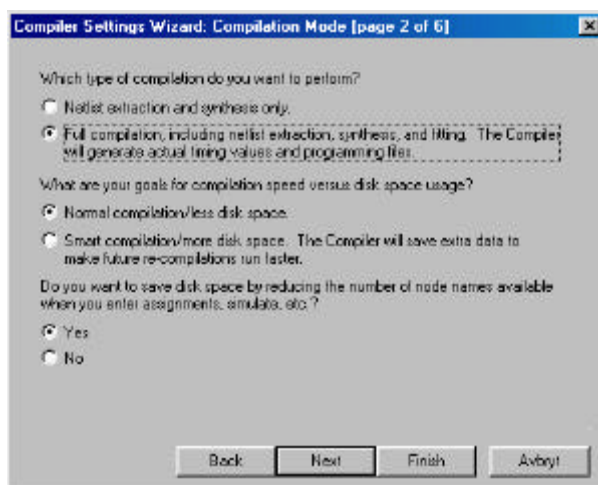 Compiler Settings Wizard: Compilation Mode [page 2 of 6]
Which type of compilation do you want to perform?
Netlist extraction and synthesis only.
Full compilation, including netlist extraction, synthesis, and fitting. The Compiler
will generate actual timing values and programming files.
What are your goals for compilation speed versus disk space usage?
Normal compilation/less disk space.
Smart compilation/more disk space. The Compiler will save extra data to
make future re-compilations run faster.
Do you want to save disk space by reducing the number of node names available
when you enter assignments, simulate, etc.?
Yes
No
Back Next Finish Avbryt